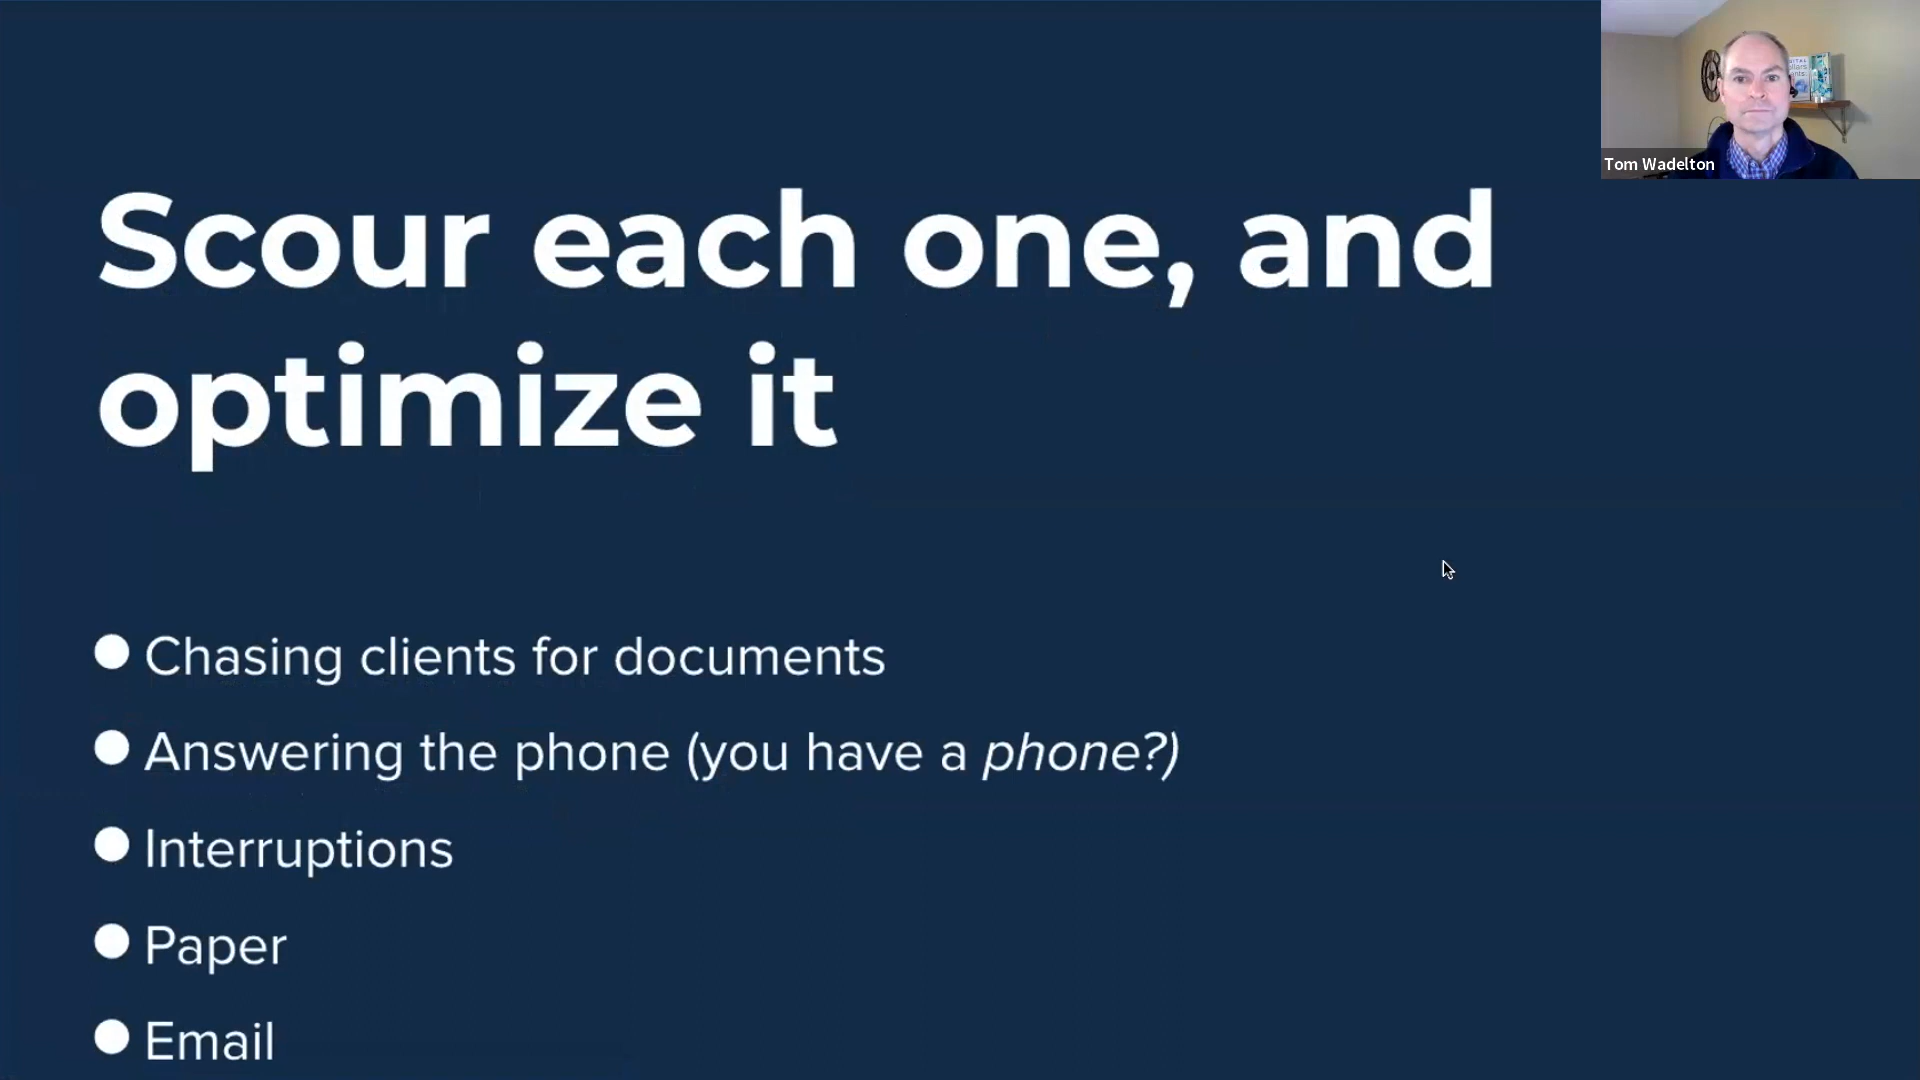 Scour each one, and
optimize it
Tom Wadelton
● Chasing clients for documents
● Answering the phone (you have a phone?)
● Interruptions
● Paper
● Email